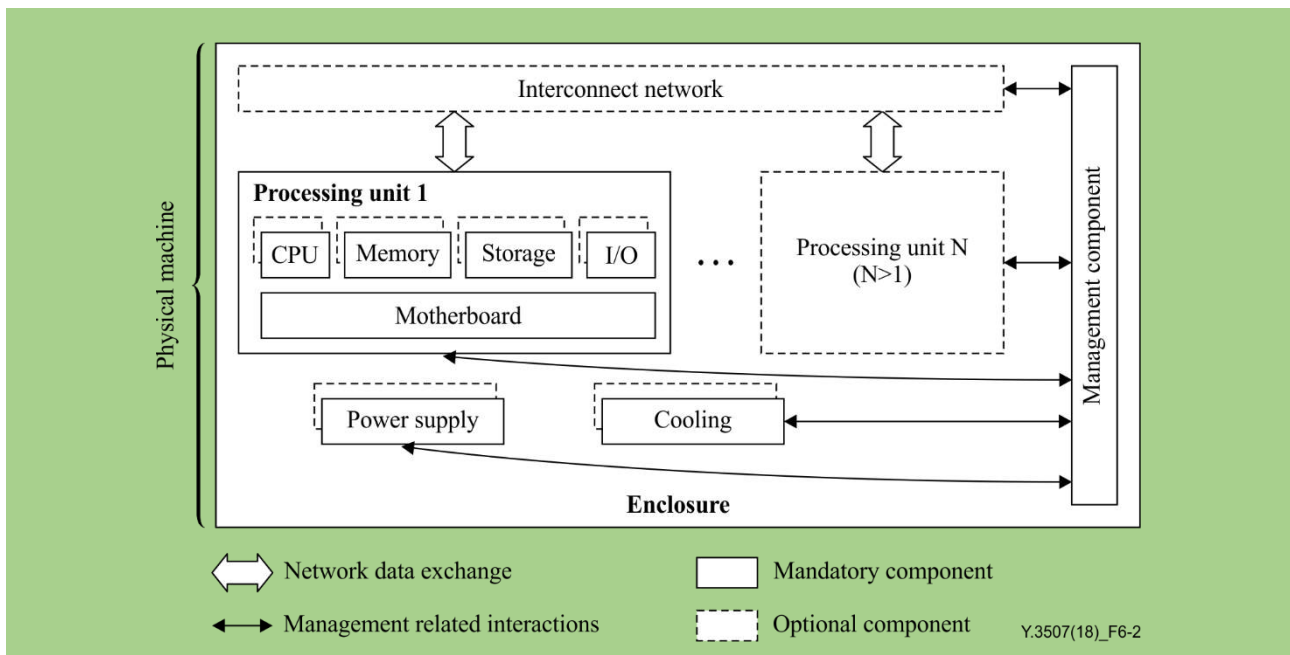 Physical machine
Interconnect network
Processing unit 1
CPU
Memory
Storage
I/O
Motherboard
...
Processing unit N
(N>1)
Management component
Power supply
Cooling
Enclosure
Network data exchange
Mandatory component
Management related interactions
Optional component
Y.3507(18)_F6-2